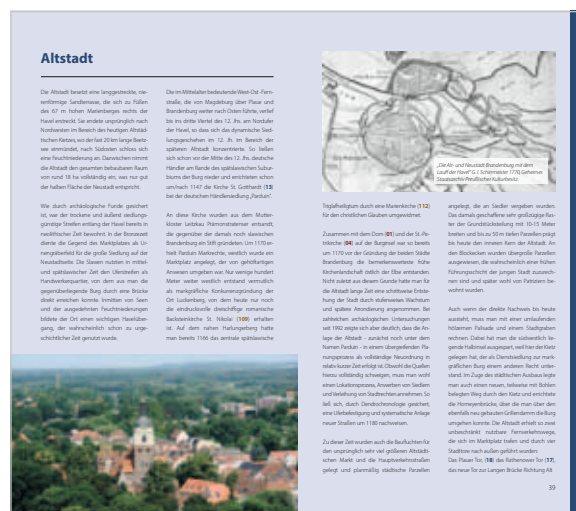 Altstadt
Die Altstadt besetzt eine langgestreckte, nie-
renförmige Sandterrasse, die sich zu Füßen
des 67 m hohen Marienberges rechts der
Havel erstreckt. Sie endete ursprünglich nach
Nordwesten im Bereich des heutigen Altstäd-
tischen Kietzes, wo der fast 20 km lange Beetz-
see einmündet, nach Südosten schloss sich
eine Feuchtniederung an. Dazwischen nimmt
die Altstadt den gesamten bebaubaren Raum
von rund 18 ha vollständig ein, was nur gut
der halben Fläche der Neustadt entspricht.
Wie durch archäologische Funde gesichert
ist, war der trockene und äußerst siedlungs-
günstige Streifen entlang der Havel bereits in
neolithischer Zeit bewohnt. In der Bronzezeit
diente die Gegend des Marktplatzes als Ur-
nengräberfeld für die große Siedlung auf der
Neustadtseite. Die Slawen nutzten in mittel-
und spätslawischer Zeit den Uferstreifen als
Handwerkerquartier, von dem aus man die
gegenüberliegende Burg durch eine Brücke
direkt erreichen konnte. Inmitten von Seen
und der ausgedehnten Feuchtniederungen
bildete der Ort einen wichtigen Havelüber-
gang, der wahrscheinlich schon zu urge-
schichtlicher Zeit genutzt wurde.
Die im Mittelalter bedeutende West-Ost-Fern-
straße, die von Magdeburg über Plaue und
Brandenburg weiter nach Osten führte, verlief
bis ins dritte Viertel des 12. Jhs. am Nordufer
der Havel, so dass sich das dynamische Sied-
lungsgeschehen im 12. Jh. im Bereich der
späteren Altstadt konzentrierte. So ließen
sich schon vor die Mitte des 12. Jhs. deutsche
Händler am Rande des spätslawischen Subur-
biums der Burg nieder und errichteten schon
um/nach 1147 die Kirche St. Gotthardt (13)
bei der deutschen Händlersiedlung „Parduin“.
An diese Kirche wurden aus dem Mutter-
kloster Leitzkau Prämonstratenser entsandt,
die gegenüber der damals noch slawischen
Brandenburg ein Stift gründeten. Um 1170 er-
hielt Parduin Marktrechte, westlich wurde ein
Marktplatz angelegt, der von gehöftartigen
Anwesen umgeben war. Nur wenige hundert
Meter weiter westlich entstand vermutlich
als markgräfliche Konkurrenzgründung der
Ort Luckenberg, von dem heute nur noch
die eindrucksvolle dreischiffige romanische
Backsteinkirche St. Nikolai (109) erhalten
ist. Auf dem nahen Harlungerberg hatte
man bereits 1166 das zentrale spätslawische
„Die Alt- und Neustadt Brandenburg mit dem
Lauff der Havel“ G. I. Schirmeister 1778, Geheimes
Staatsarchiv Preußischer Kulturbesitz.
Triglafheiligtum durch eine Marienkirche (112)
für den christlichen Glauben umgewidmet.
Zusammen mit dem Dom (01) und der St.-Pe-
trikirche (04) auf der Burginsel war so bereits
um 1170 vor der Gründung der beiden Städte
Brandenburg die bemerkenswerteste frühe
Kirchenlandschaft östlich der Elbe entstanden.
Nicht zuletzt aus diesem Grunde hatte man für
die Altstadt lange Zeit eine schrittweise Entste-
hung der Stadt durch stufenweises Wachstum
und spätere Arrondierung angenommen. Bei
zahlreichen archäologischen Untersuchungen
seit 1992 zeigte sich aber deutlich, dass die An-
lage der Altstadt - zunächst noch unter dem
Namen Parduin - in einem übergreifenden Pla-
nungsprozess als vollständige Neuordnung in
relativ kurzer Zeit erfolgt ist. Obwohl die Quellen
hierzu vollständig schweigen, muss man wohl
einen Lokationsprozess, Anwerben von Siedlern
und Verleihung von Stadtrechten annehmen. So
ließ sich, durch Dendrochronologie gesichert,
eine Uferbefestigung und systematische Anlage
neuer Straßen um 1180 nachweisen.
Zu dieser Zeit wurden auch die Baufluchten für
den ursprünglich sehr viel größeren Altstädti-
schen Markt und die Hauptverkehrsstraßen
gelegt und planmäßig städtische Parzellen
angelegt, die an Siedler vergeben wurden.
Das damals geschaffene sehr großzügige Ras-
ter der Grundstücksteilung mit 10-15 Meter
breiten und bis zu 50 m tiefen Parzellen prägt
bis heute den inneren Kern der Altstadt. An
den Blockecken wurden übergroße Parzellen
ausgewiesen, die wahrscheinlich einer elitären
Führungsschicht der jungen Stadt zuzurech-
nen sind und später wohl von Patriziern be-
wohnt wurden.
Auch wenn der direkte Nachweis bis heute
aussteht, muss man mit einer umlaufenden
hölzernen Palisade und einem Stadtgraben
rechnen. Dabei hat man die südwestlich lie-
gende Halbinsel ausgespart, weil hier der Kietz
gelegen hat, der als Dienstsiedlung zur mark-
gräflichen Burg einem anderen Recht unter-
stand. Im Zuge des städtischen Ausbaus legte
man auch einen neuen, teilweise mit Bohlen
belegten Weg durch den Kietz und errichtete
die Homeyenbrücke, über die man über den
ebenfalls neu gebauten Grillendamm die Burg
umgehen konnte. Die Altstadt erhielt so zwei
unbeschränkt nutzbare Fernverkehrswege,
die sich im Marktplatz trafen und durch vier
Stadttore nach außen geführt wurden:
Das Plauer Tor, (18) das Rathenower Tor (17),
das neue Tor zur Langen Brücke Richtung Alt
39